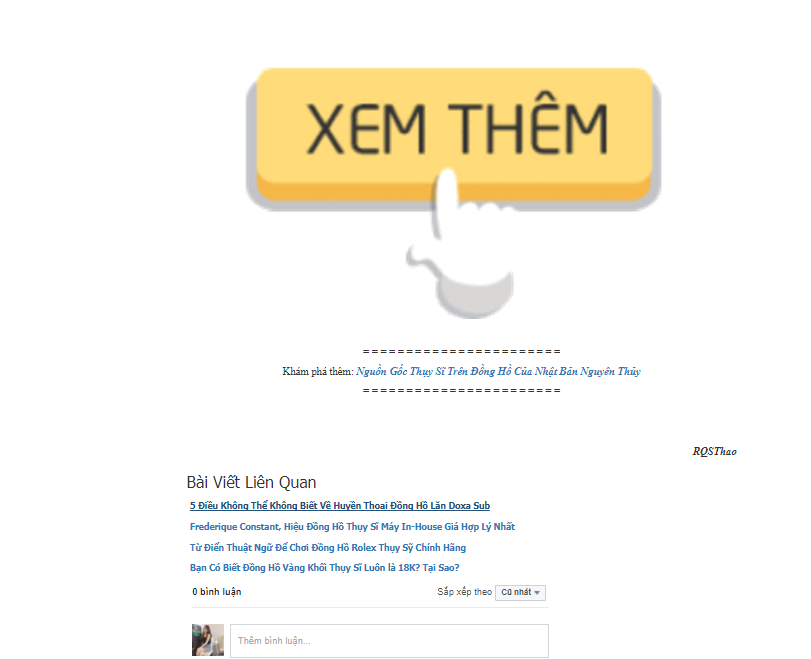 XEM THÊM
=======================
Khám phá thêm: Nguồn Gốc Thụy Sĩ Trên Đồng Hồ Của Nhật Bản Nguyên Thủy
=======================
RQSThao
Bài Viết Liên Quan
5 Điều Không Thể Không Biết Về Huyền Thoại Đồng Hồ Lặn Doxa Sub
Frederique Constant, Hiệu Đồng Hồ Thụy Sĩ Máy In-House Giá Hợp Lý Nhất
Từ Điển Thuật Ngữ Để Chơi Đồng Hồ Rolex Thụy Sỹ Chính Hãng
Bạn Có Biết Đồng Hồ Vàng Khối Thụy Sĩ Luôn là 18K? Tại Sao?
0 bình luận Sắp xếp theo Cũ nhất
Thêm bình luận...